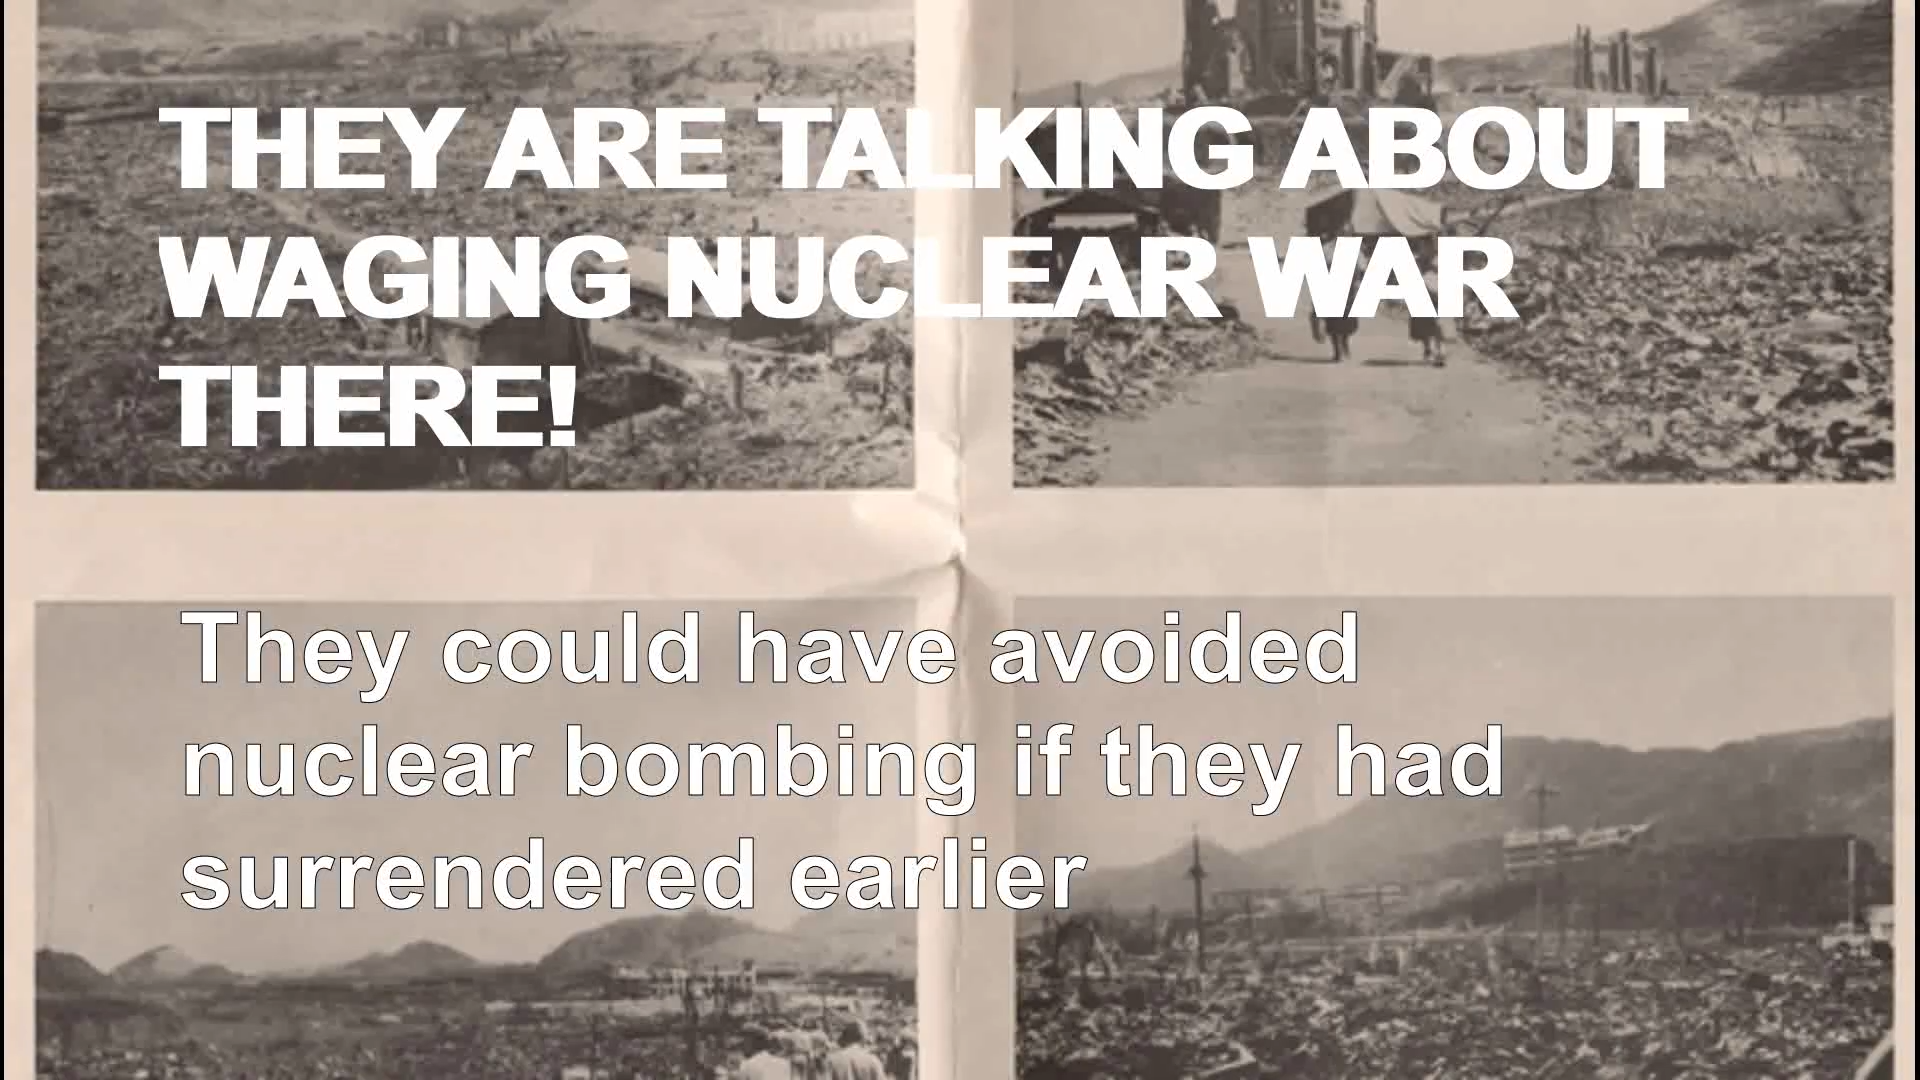 THEY ARE TALKING ABOUT
WAGING NUCLEAR WAR
THERE!
They could have avoided
nuclear bombing if they had
surrendered earlier